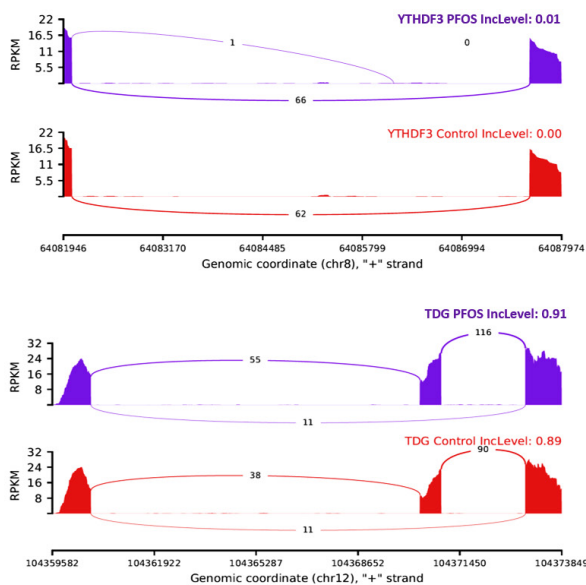 YTHDF3 PFOS IncLevel: 0.01
22
16.5
11
5.5
RPKM
1
0
66
YTHDF3 Control IncLevel: 0.00
22
16.5
11
5.5
RPKM
62
64081946 64083170 64084485 64085799 64086994 64087974
Genomic coordinate (chr8), "+" strand
TDG PFOS IncLevel: 0.91
32
24
16
8
RPKM
55
116
11
TDG Control IncLevel: 0.89
32
24
16
8
RPKM
38
90
11
104359582 104361922 104365287 104368652 104371450 104373849
Genomic coordinate (chr12), "+" strand